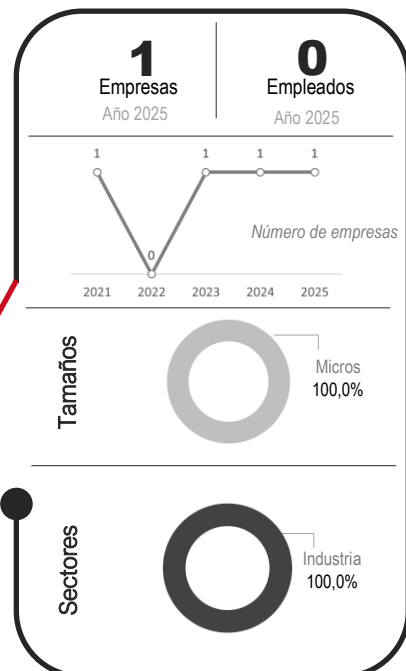 1
Empresas
Año 2025
0
Empleados
Año 2025
1
0
1
1
1
Número de empresas
2021 2022 2023 2024 2025
Tamaños
Micros
100,0%
Sectores
Industria
100,0%